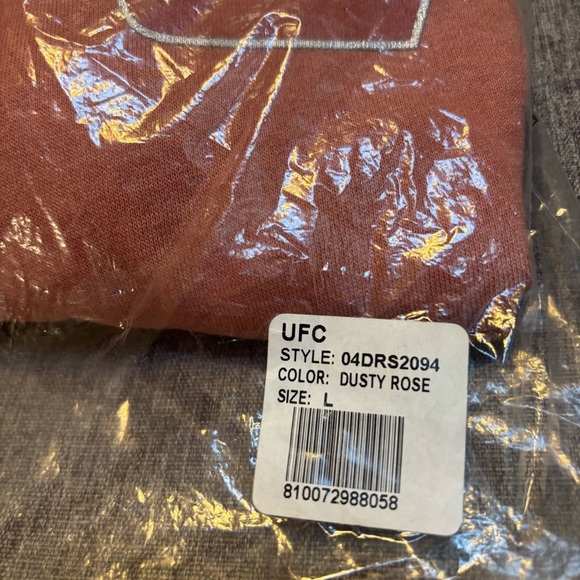 UFC
STYLE: 04DRS2094
COLOR: DUSTY ROSE
SIZE: L
810072988058